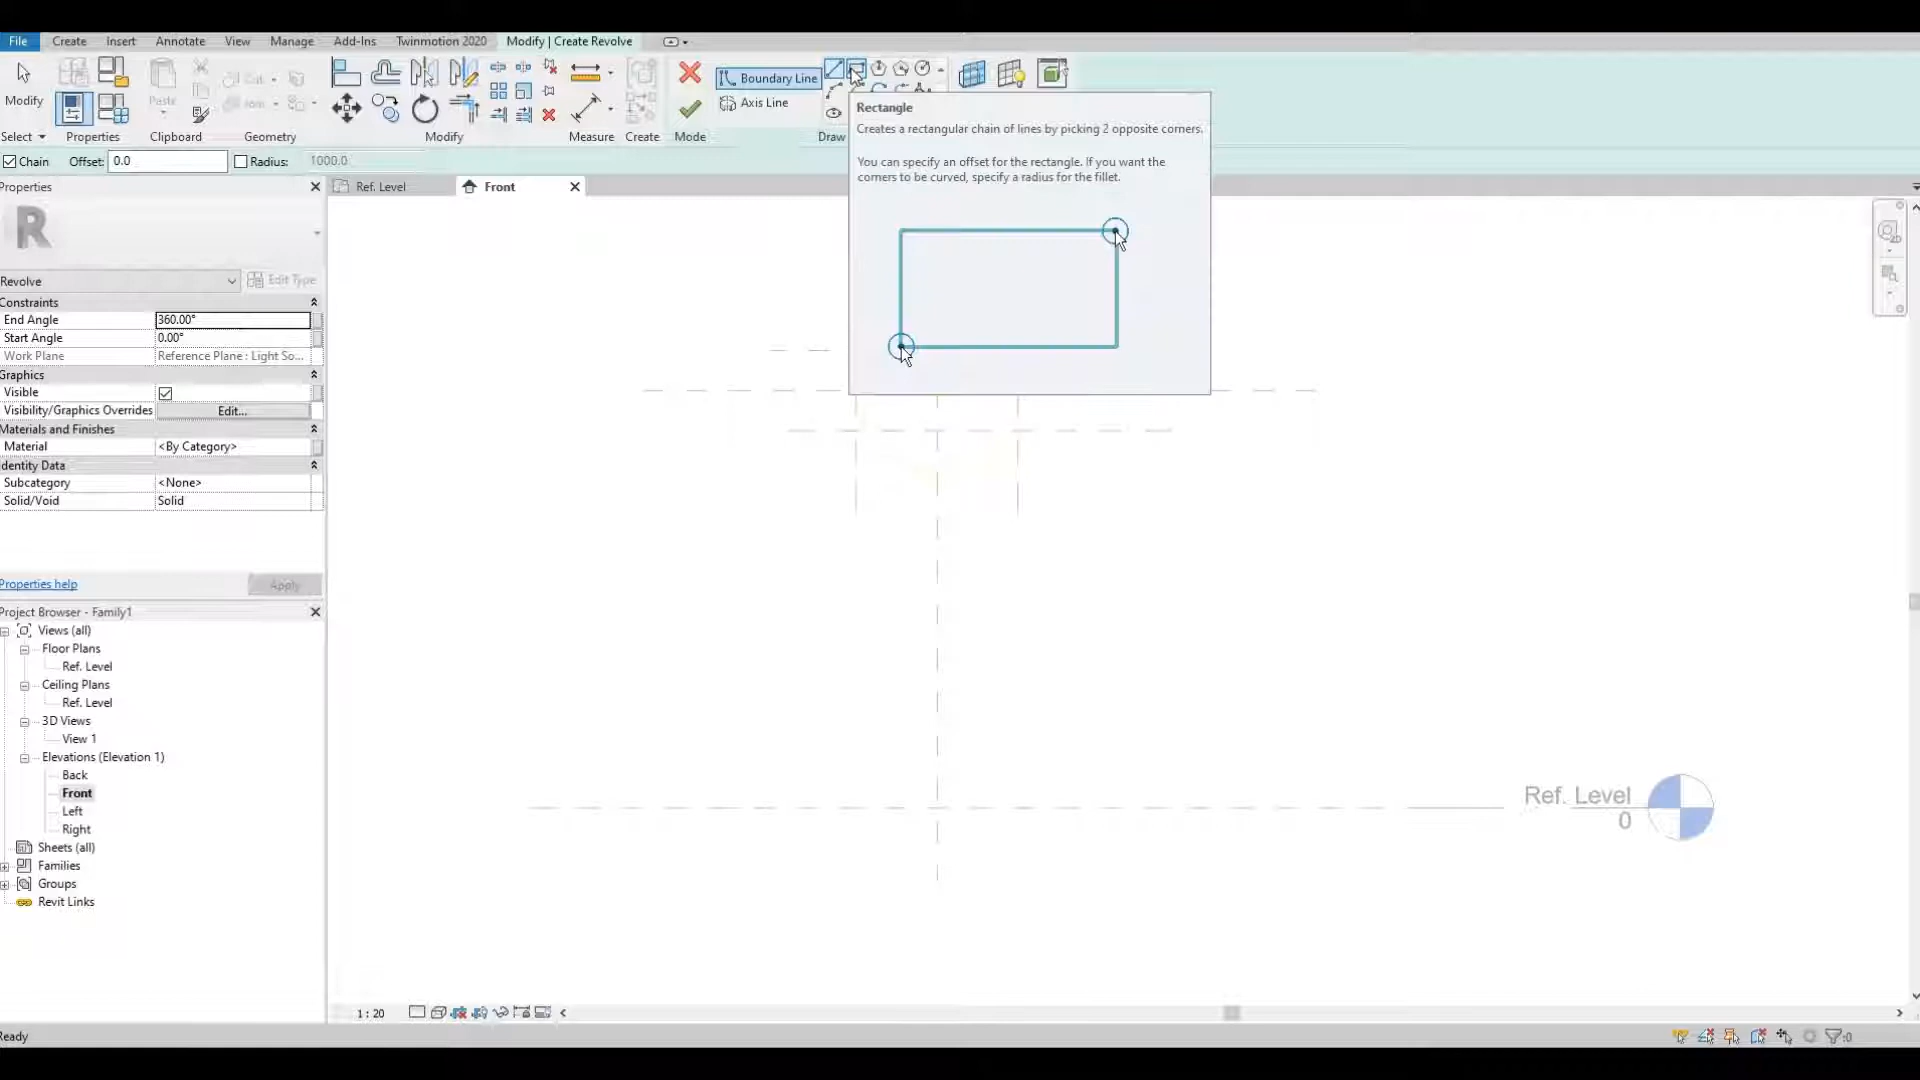 File Create Insert Annotate View Manage Add-Ins Twinmotion 2020 Modify | Create Revolve
Modify
Paste
Cut
Join
Boundary Line
Axis Line
Select Properties Clipboard Geometry Modify Measure Create Mode Draw
Rectangle
Creates a rectangular chain of lines by picking 2 opposite corners.
You can specify an offset for the rectangle. If you want the
corners to be curved, specify a radius for the fillet.
Chain Offset: 0.0 Radius: 1000.0
Properties
Ref. Level
Front
R
Revolve Edit Type
Constraints
End Angle 360.00°
Start Angle 0.00°
Work Plane Reference Plane : Light So...
Graphics
Visible
Visibility/Graphics Overrides Edit...
Materials and Finishes
Material <By Category>
Identity Data
Subcategory <None>
Solid/Void Solid
Properties help Apply
Project Browser - Family1
Views (all)
Floor Plans
Ref. Level
Ceiling Plans
Ref. Level
3D Views
View 1
Elevations (Elevation 1)
Back
Front
Left
Right
Sheets (all)
Families
Groups
Revit Links
Ref. Level
0
1 : 20
Ready
:0